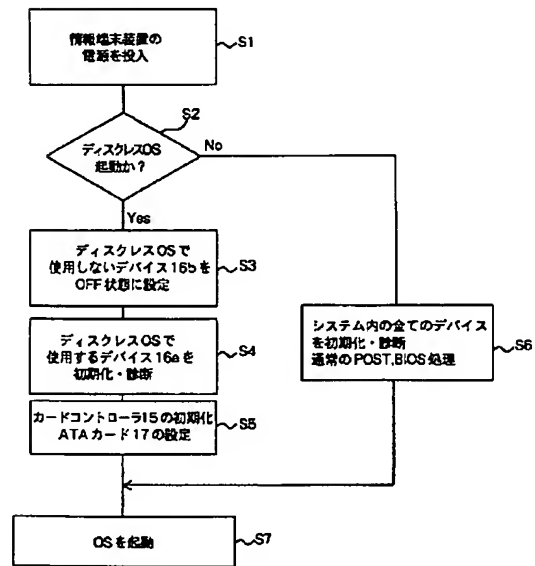 情報端末装置の
電源を投入
S1
S2
ディスクレスOS
起動か?
No
Yes
ディスクレスOSで
使用しないデバイス16bを
OFF状態に設定
S3
ディスクレスOSで
使用するデバイス16aを
初期化・診断
S4
カードコントローラ15の初期化
ATAカード17の設定
S5
システム内の全てのデバイス
を初期化・診断
通常のPOST,BIOS処理
S6
OSを起動
S7